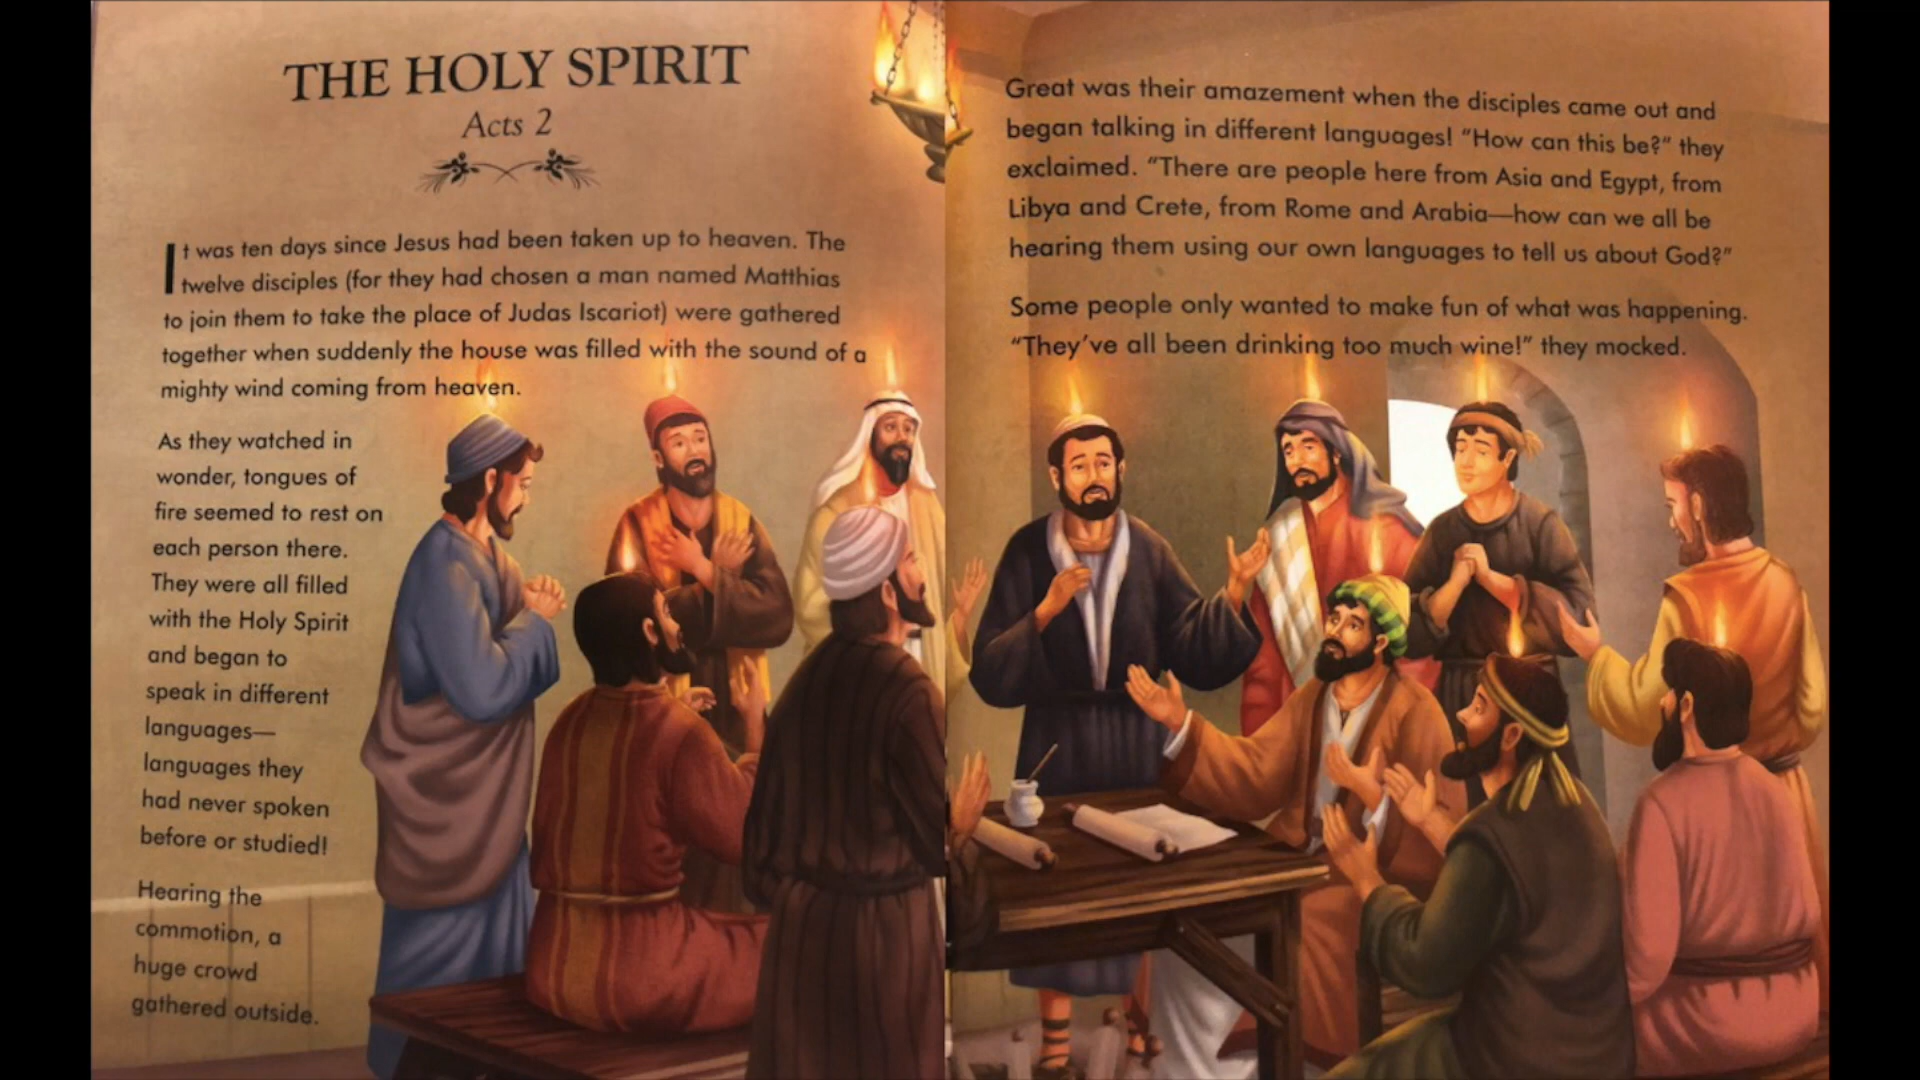 THE HOLY SPIRIT
Acts 2
It was ten days since Jesus had been taken up to heaven. The
twelve disciples (for they had chosen a man named Matthias
to join them to take the place of Judas Iscariot) were gathered
together when suddenly the house was filled with the sound of a
mighty wind coming from heaven.
As they watched in
wonder, tongues of
fire seemed to rest on
each person there.
They were all filled
with the Holy Spirit
and began to
speak in different
languages—
languages they
had never spoken
before or studied!
Hearing the
commotion, a
huge crowd
gathered outside.
Great was their amazement when the disciples came out and
began talking in different languages! “How can this be?” they
exclaimed. “There are people here from Asia and Egypt, from
Libya and Crete, from Rome and Arabia—how can we all be
hearing them using our own languages to tell us about God?”
Some people only wanted to make fun of what was happening.
“They’ve all been drinking too much wine!” they mocked.